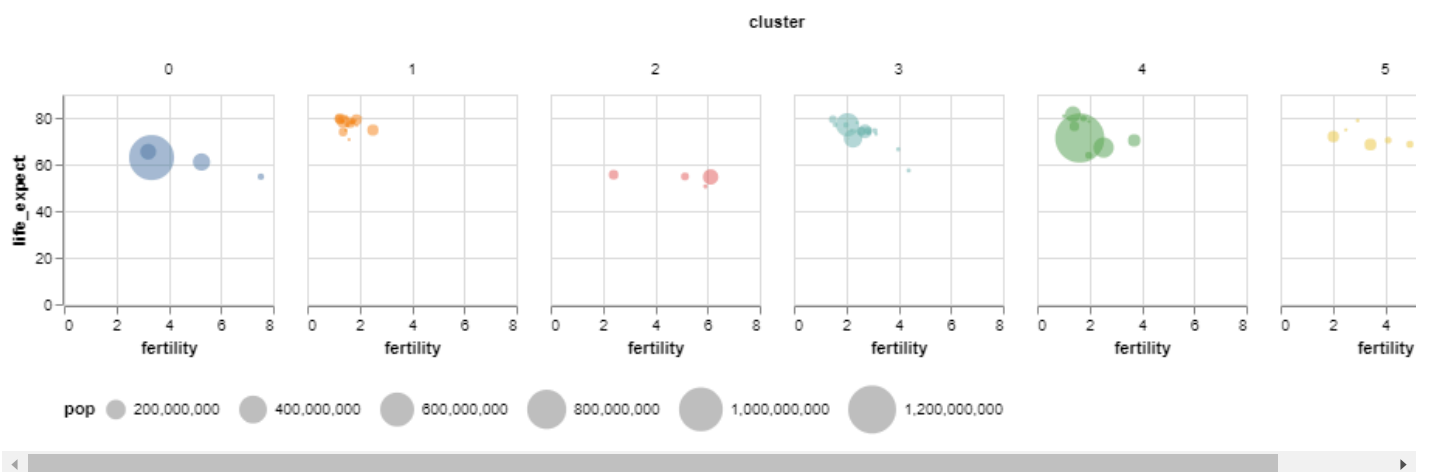 cluster
0 1 2 3 4 5
80
60
40
20
0
life_expect
0 2 4 6 8 0 2 4 6 8 0 2 4 6 8 0 2 4 6 8 0 2 4 6 8 0 2 4
fertility fertility fertility fertility fertility fertility
pop 200,000,000 400,000,000 600,000,000 800,000,000 1,000,000,000 1,200,000,000